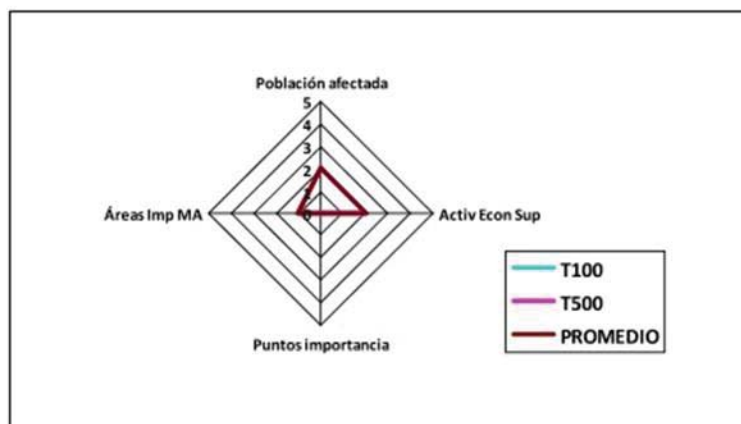 Población afectada
5
4
3
2
1
0
Áreas Imp MA
Activ Econ Sup
Puntos importancia
T100
T500
PROMEDIO